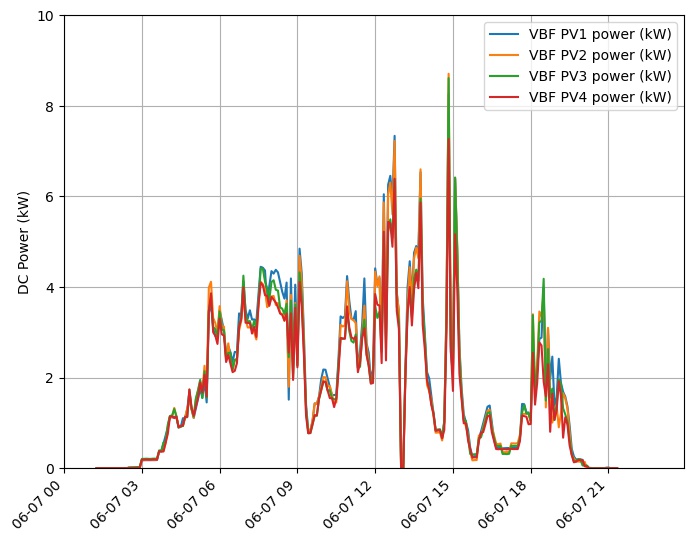 10
8
6
4
2
0
DC Power (kW)
VBF PV1 power (kW)
VBF PV2 power (kW)
VBF PV3 power (kW)
VBF PV4 power (kW)
06-07 00
06-07 03
06-07 06
06-07 09
06-07 12
06-07 15
06-07 18
06-07 21